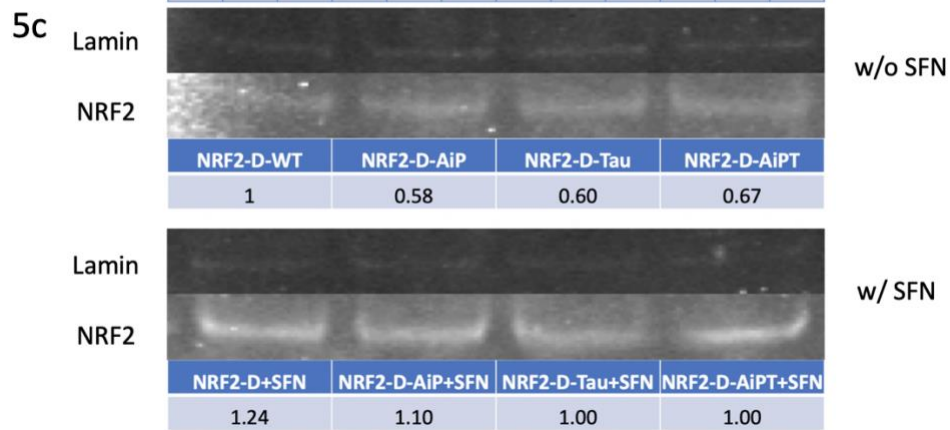 5c
Lamin
w/o SFN
NRF2
NRF2-D-WT NRF2-D-AiP NRF2-D-Tau NRF2-D-AiPT
1 0.58 0.60 0.67
Lamin
w/ SFN
NRF2
NRF2-D+SFN NRF2-D-AiP+SFN NRF2-D-Tau+SFN NRF2-D-AiPT+SFN
1.24 1.10 1.00 1.00